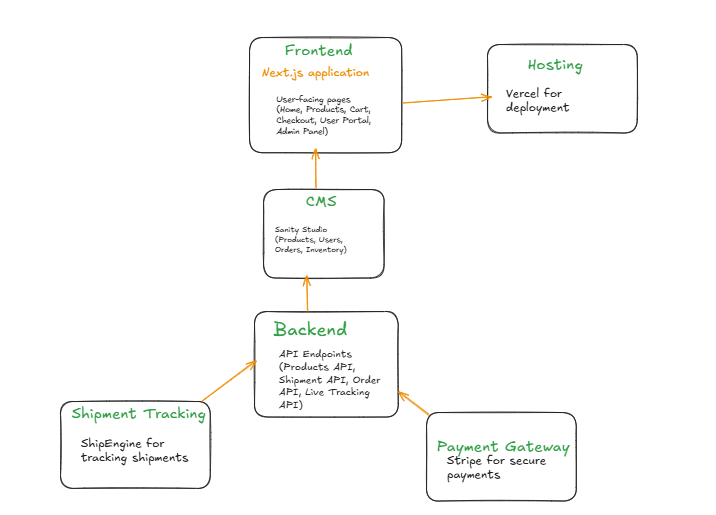 Frontend
Next.js application
User-facing pages
(Home, Products, Cart,
Checkout, User Portal,
Admin Panel)
Hosting
Vercel for
deployment
CMS
Sanity Studio
(Products, Users,
Orders, Inventory)
Backend
API Endpoints
(Products API,
Shipment API, Order
API, Live Tracking
API)
Shipment Tracking
ShipEngine for
tracking shipments
Payment Gateway
Stripe for secure
payments